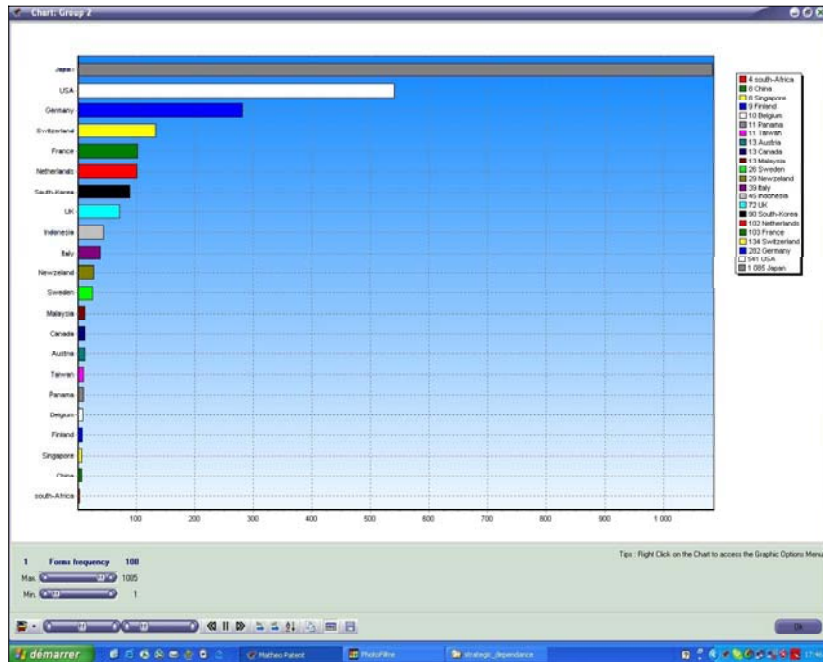 Chart: Group 2
Japan
USA
Germany
Switzerland
France
Netherlands
South-Korea
UK
Indonesia
Italy
Newzeland
Sweden
Malaysia
Canada
Austria
Taiwan
Panama
Belgium
Finland
Singapore
China
south-Africa
100 200 300 400 500 600 700 800 900 1 000
4 south-Africa
6 China
8 Singapore
9 Finland
10 Belgium
11 Panama
11 Taiwan
13 Austria
13 Canada
13 Malaysia
26 Sweden
29 Newzeland
39 Italy
45 Indonesia
72 UK
90 South-Korea
102 Netherlands
103 France
134 Switzerland
282 Germany
541 USA
1 085 Japan
1 Forms frequency 100
Max. 1085
Min. 1
Tips : Right Click on the Chart to access the Graphic Options Menu
Ok
démarrer
Matheo Patent
PhotoFiltre
strategic_dependance
17:46